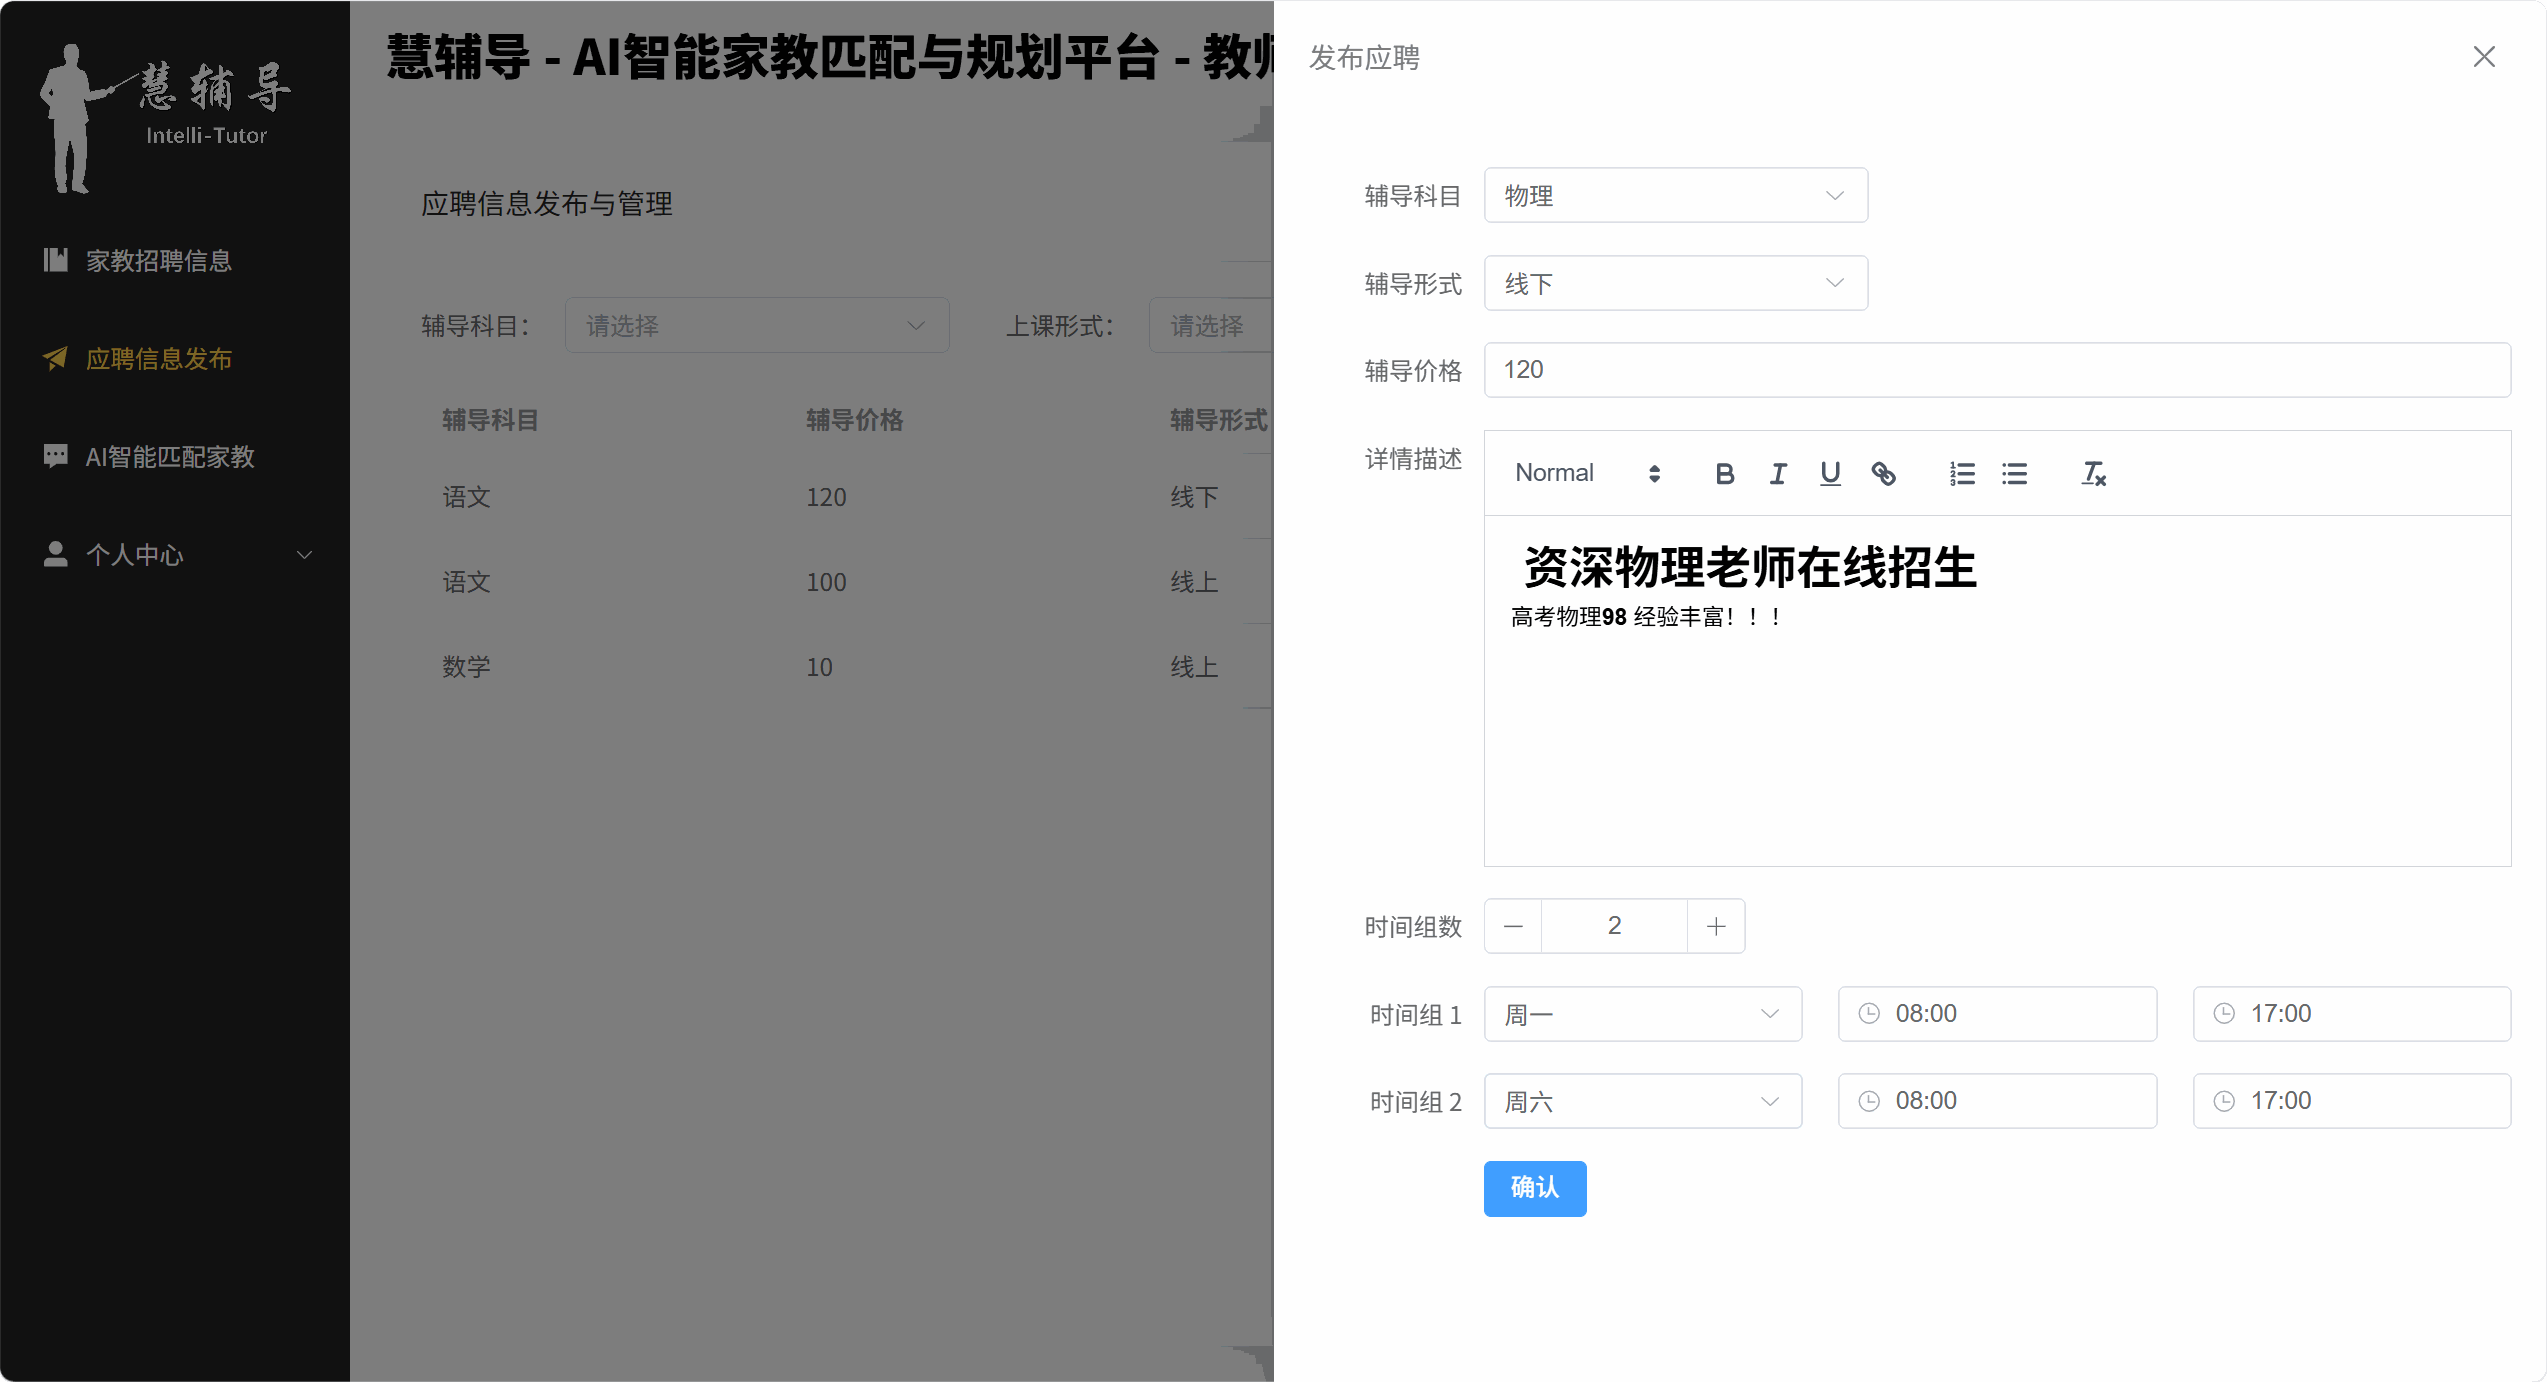 慧辅导
Intelli-Tutor
家教招聘信息
应聘信息发布
AI智能匹配家教
个人中心
慧辅导 - AI智能家教匹配与规划平台 - 教
应聘信息发布与管理
辅导科目： 请选择 上课形式： 请选择
辅导科目 辅导价格 辅导形式
语文 120 线下
语文 100 线上
数学 10 线上
发布应聘
辅导科目 物理
辅导形式 线下
辅导价格 120
详情描述 Normal
资深物理老师在线招生
高考物理98 经验丰富！！！
时间组数 2
时间组 1 周一 08:00 17:00
时间组 2 周六 08:00 17:00
确认